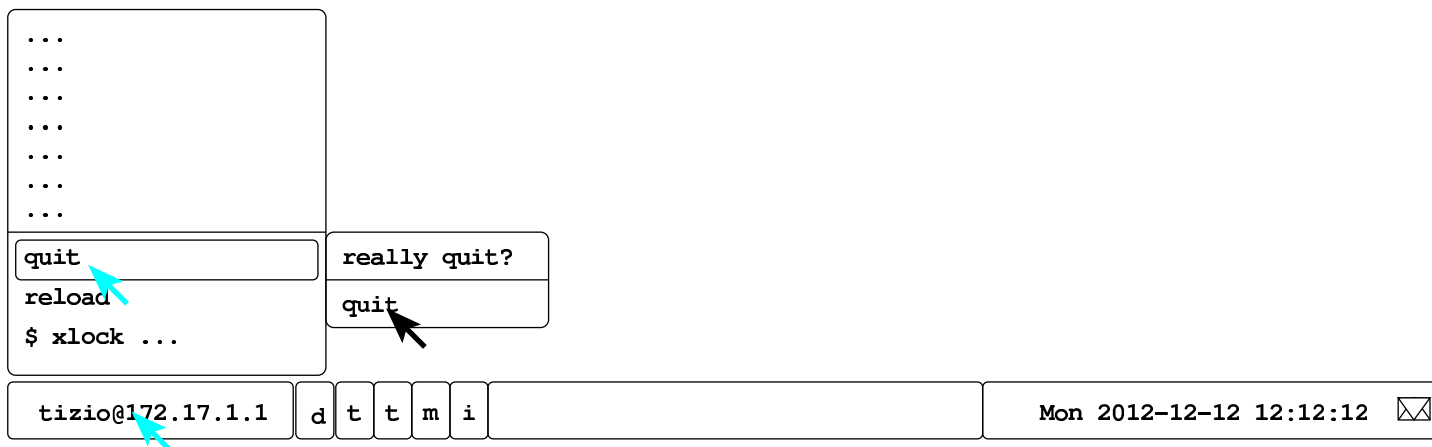 ...
...
...
...
...
...
...
quit
really quit?
reload
quit
$ xlock ...
tizio@172.17.1.1 d t t m i Mon 2012-12-12 12:12:12